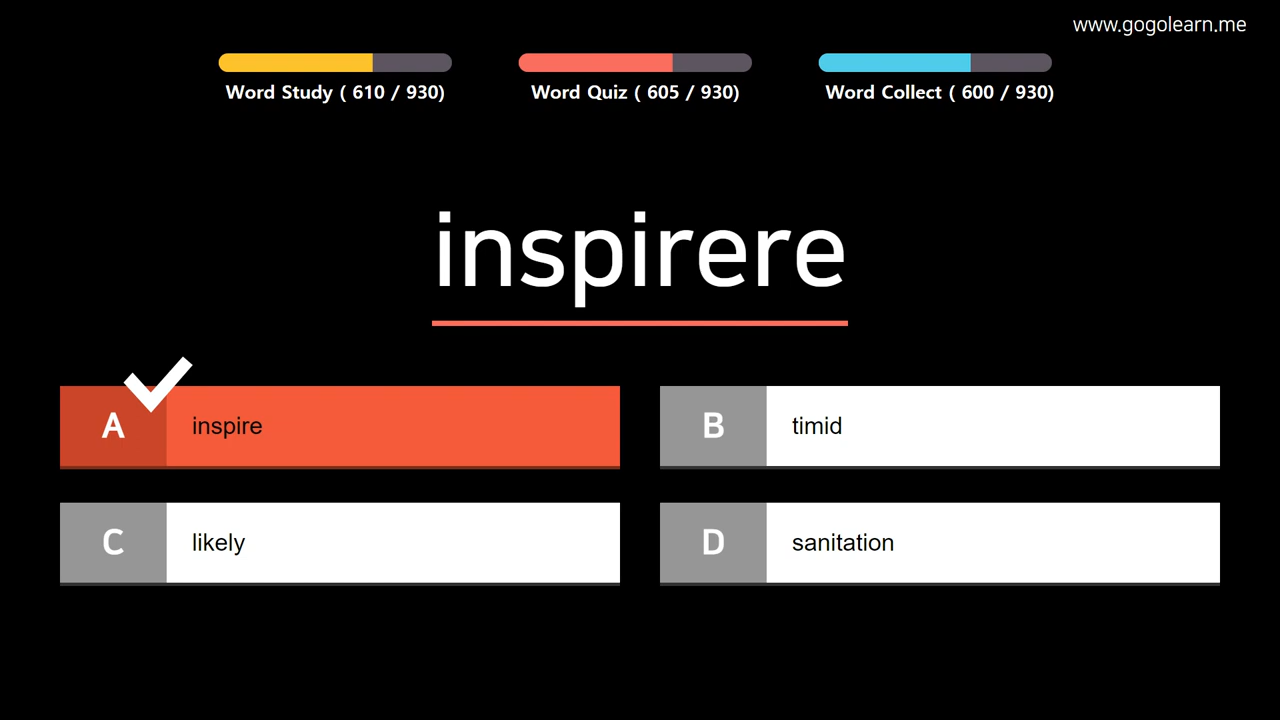 www.gogolearn.me
Word Study ( 610 / 930)
Word Quiz ( 605 / 930)
Word Collect ( 600 / 930)
inspirere
A inspire
B timid
C likely
D sanitation